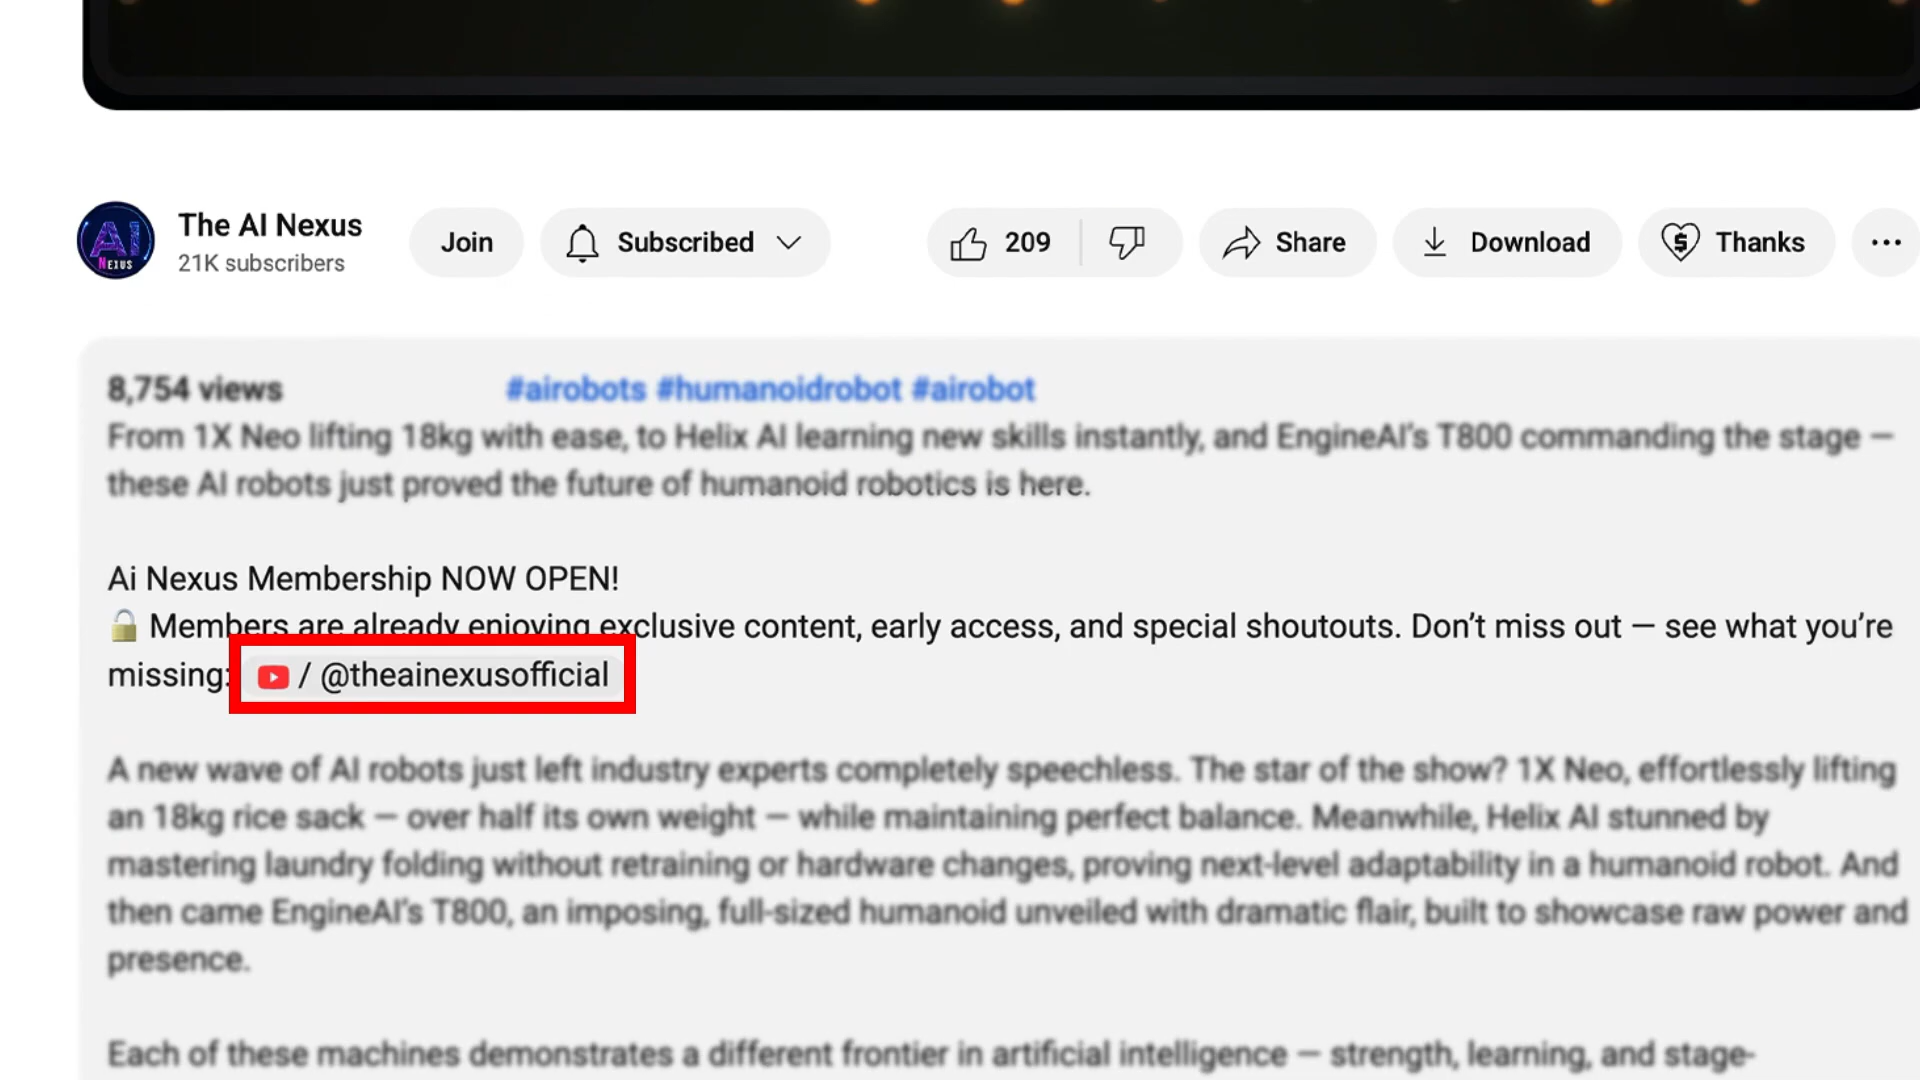 AI
NEXUS
The AI Nexus
21K subscribers
Join
Subscribed
209
Share
Download
Thanks
8,754 views #airobots #humanoidrobot #airobot
From 1X Neo lifting 18kg with ease, to Helix AI learning new skills instantly, and EngineAI's T800 commanding the stage —
these AI robots just proved the future of humanoid robotics is here.
Ai Nexus Membership NOW OPEN!
🔒 Members are already enjoying exclusive content, early access, and special shoutouts. Don't miss out — see what you're
missing: / @theainexusofficial
A new wave of AI robots just left industry experts completely speechless. The star of the show? 1X Neo, effortlessly lifting
an 18kg rice sack — over half its own weight — while maintaining perfect balance. Meanwhile, Helix AI stunned by
mastering laundry folding without retraining or hardware changes, proving next-level adaptability in a humanoid robot. And
then came EngineAI's T800, an imposing, full-sized humanoid unveiled with dramatic flair, built to showcase raw power and
presence.
Each of these machines demonstrates a different frontier in artificial intelligence — strength, learning, and stage-